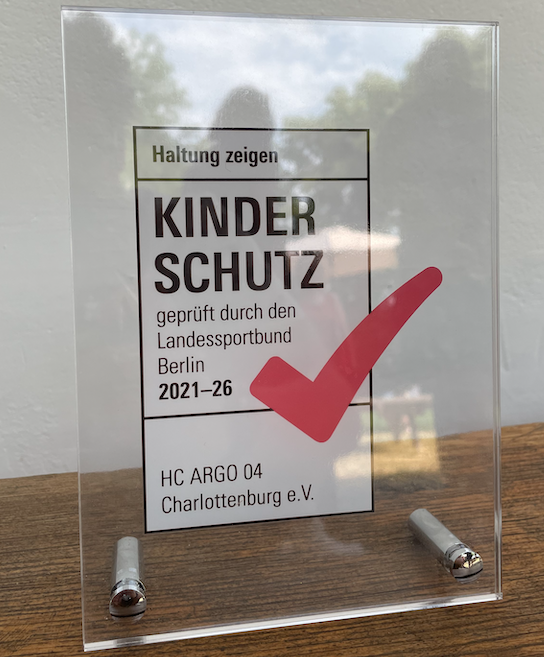 Haltung zeigen
KINDER
SCHUTZ
geprüft durch den
Landessportbund
Berlin
2021–26
HC ARGO 04
Charlottenburg e.V.